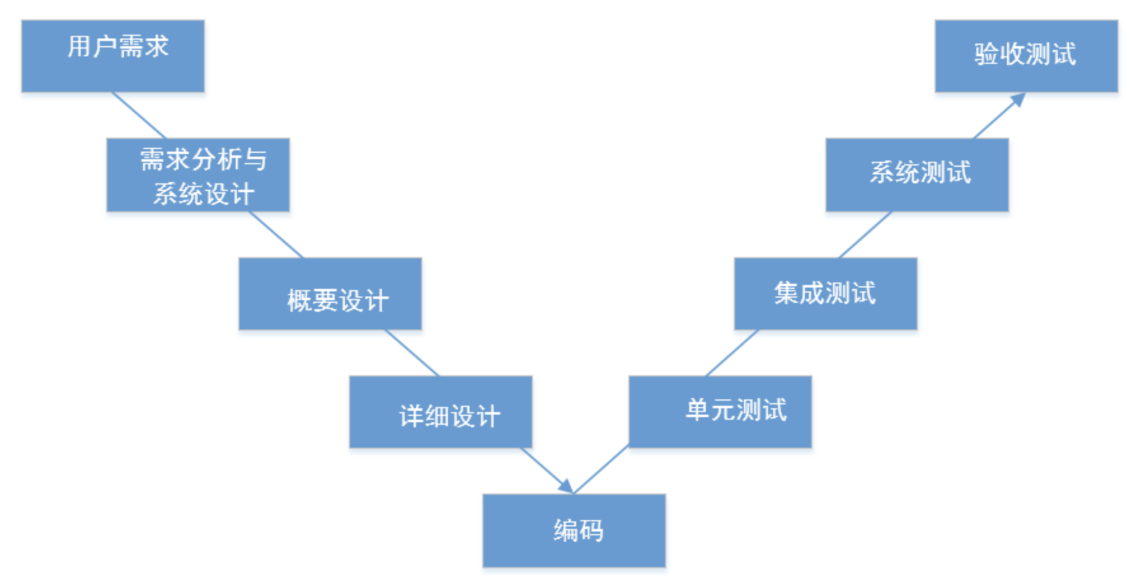 用户需求
验收测试
需求分析与
系统设计
系统测试
概要设计
集成测试
详细设计
单元测试
编码